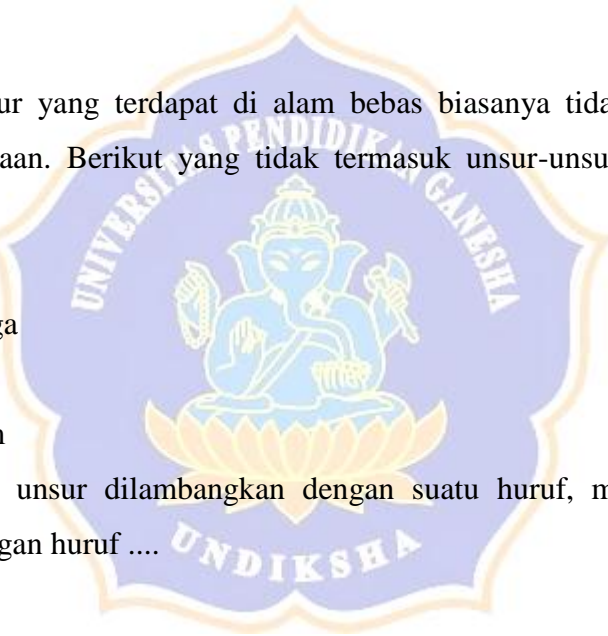 ur yang terdapat di alam bebas biasanya tida
aan. Berikut yang tidak termasuk unsur-unsu
UNIVERSITAS PENDIDIKAN GANESHA
ga
unsur dilambangkan dengan suatu huruf, m
gan huruf ....
UNDIKSHA